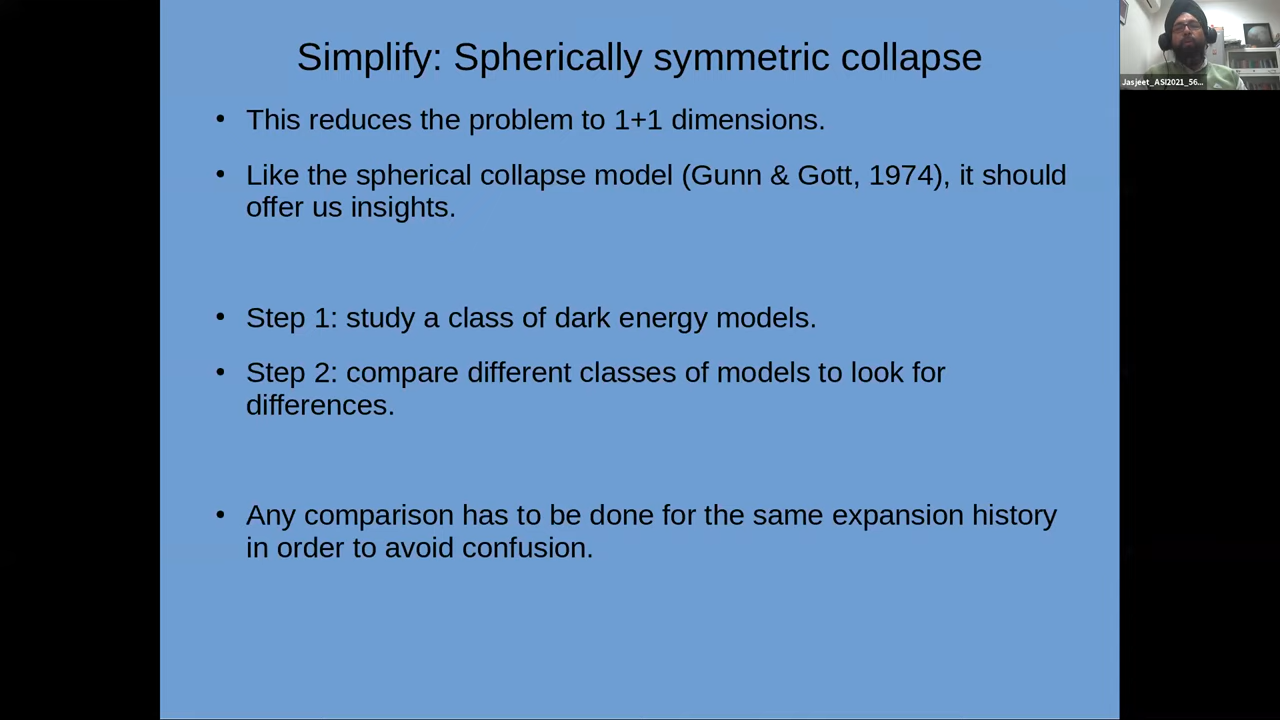 Simplify: Spherically symmetric collapse
• This reduces the problem to 1+1 dimensions.
• Like the spherical collapse model (Gunn & Gott, 1974), it should
offer us insights.
• Step 1: study a class of dark energy models.
• Step 2: compare different classes of models to look for
differences.
• Any comparison has to be done for the same expansion history
in order to avoid confusion.
Jasjeet_ASI2021_56...